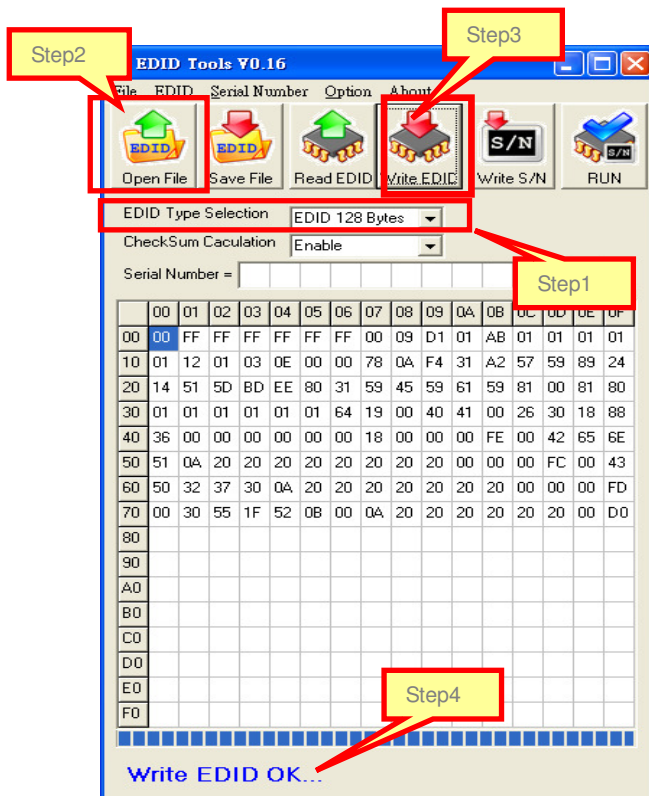 Step2
Step3
EDID Tools V0.16
File EDID Serial Number Option About
EDID EDID S/N S/N
Open File Save File Read EDID Write EDID Write S/N RUN
EDID Type Selection EDID 128 Bytes
CheckSum Caculation Enable
Serial Number =
Step1
00 01 02 03 04 05 06 07 08 09 0A 0B 0C 0D 0E 0F
00 00 FF FF FF FF FF FF 00 09 D1 01 AB 01 01 01 01
10 01 12 01 03 0E 00 00 78 0A F4 31 A2 57 59 89 24
20 14 51 5D BD EE 80 31 59 45 59 61 59 81 00 81 80
30 01 01 01 01 01 01 64 19 00 40 41 00 26 30 18 88
40 36 00 00 00 00 00 00 18 00 00 00 FE 00 42 65 6E
50 51 0A 20 20 20 20 20 20 20 20 00 00 00 FC 00 43
60 50 32 37 30 0A 20 20 20 20 20 20 20 00 00 00 FD
70 00 30 55 1F 52 0B 00 0A 20 20 20 20 20 20 00 D0
80
90
A0
B0
C0
D0
E0
F0
Step4
Write EDID OK...